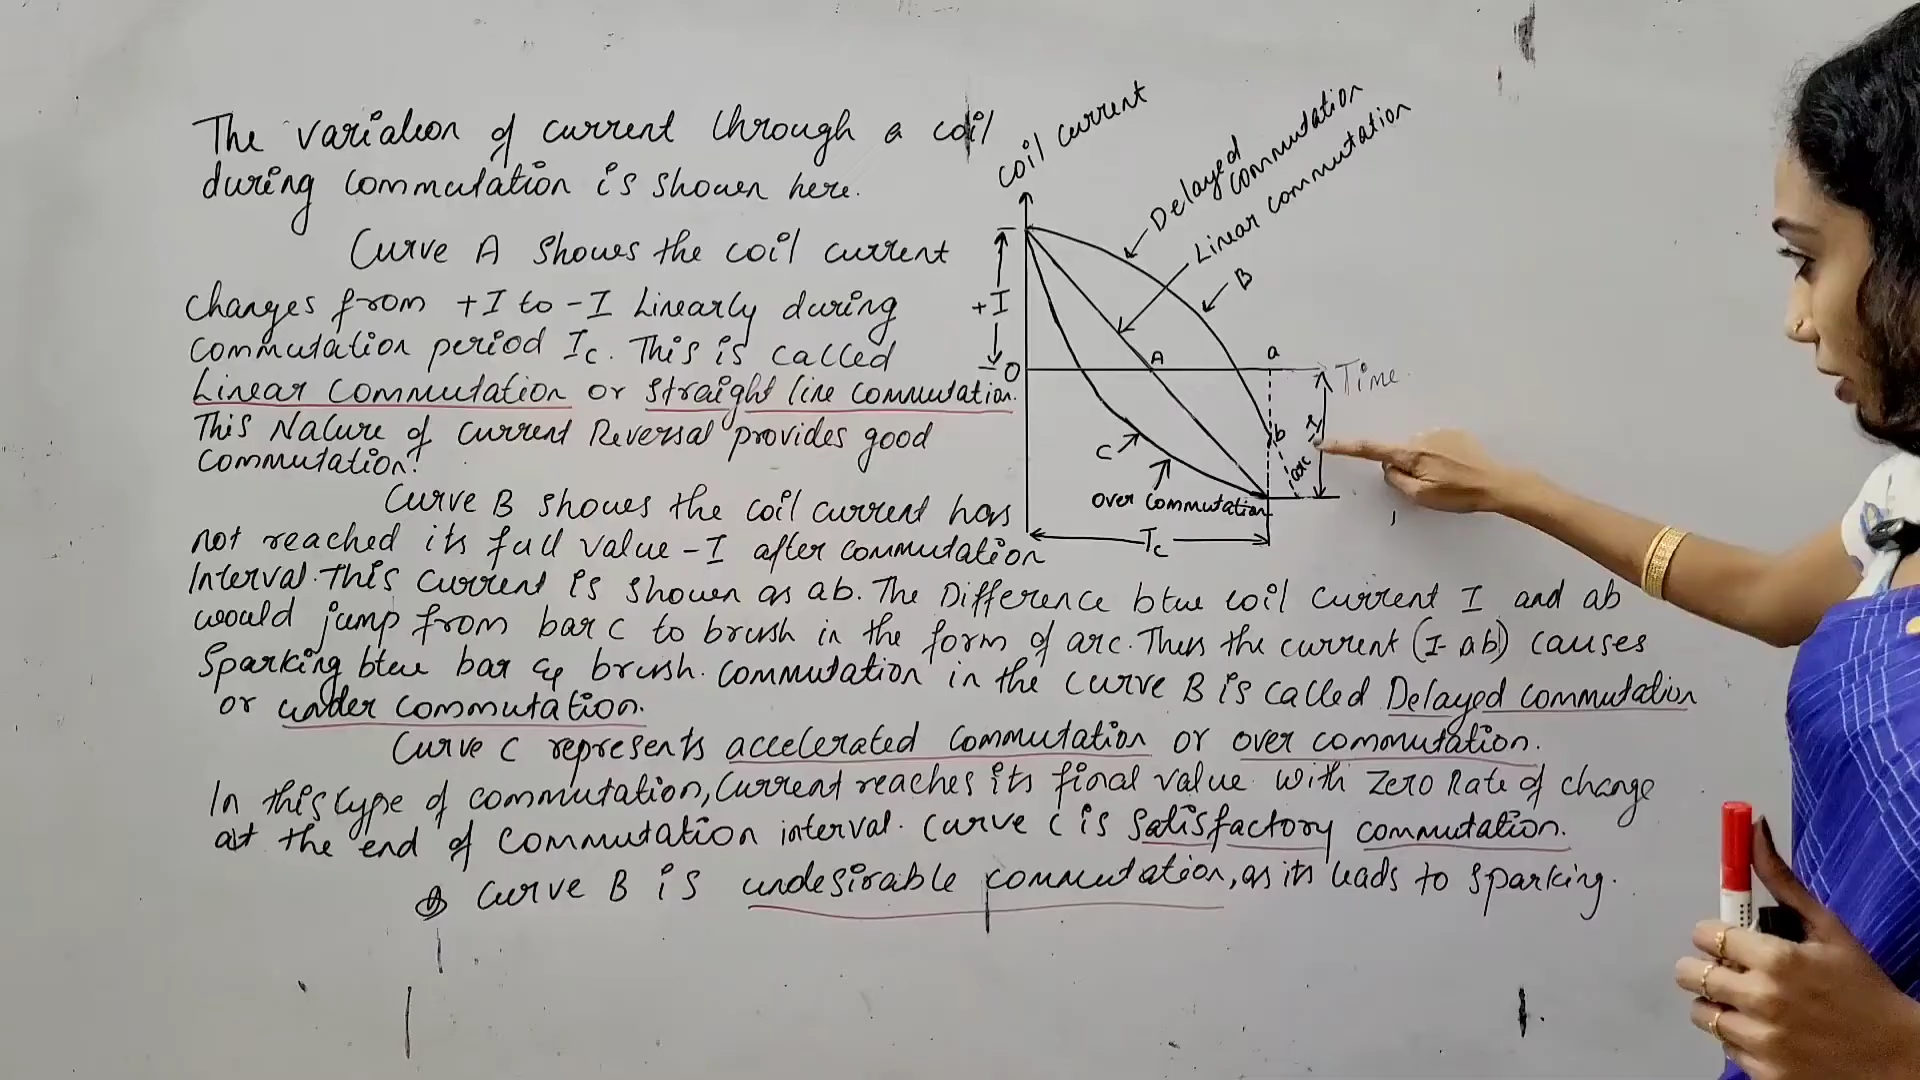 The variation of current through a coil
during commutation is shown here.
Curve A shows the coil current
changes from +I to -I Linearly during
commutation period Ic. This is called
Linear commutation or straight line commutation.
This Nature of current Reversal provides good
commutation.
Curve B shows the coil current has
not reached its full value -I after commutation
Interval. This current is shown as ab. The Difference btw coil current I and ab
would jump from bar c to brush in the form of arc. Thus the current (I-ab) causes
Sparking btw bar & brush. Commutation in the curve B is called Delayed commutation
or under commutation.
Curve C represents accelerated commutation or over commutation.
In this type of commutation, current reaches its final value with zero Rate of change
at the end of commutation interval. Curve C is satisfactory commutation.
Curve B is undesirable commutation, as its leads to sparking.
coil current
Delayed
commutation
Linear commutation
B
+I
A
a
O
Time
b
-I
arc
C
over commutation
Tc